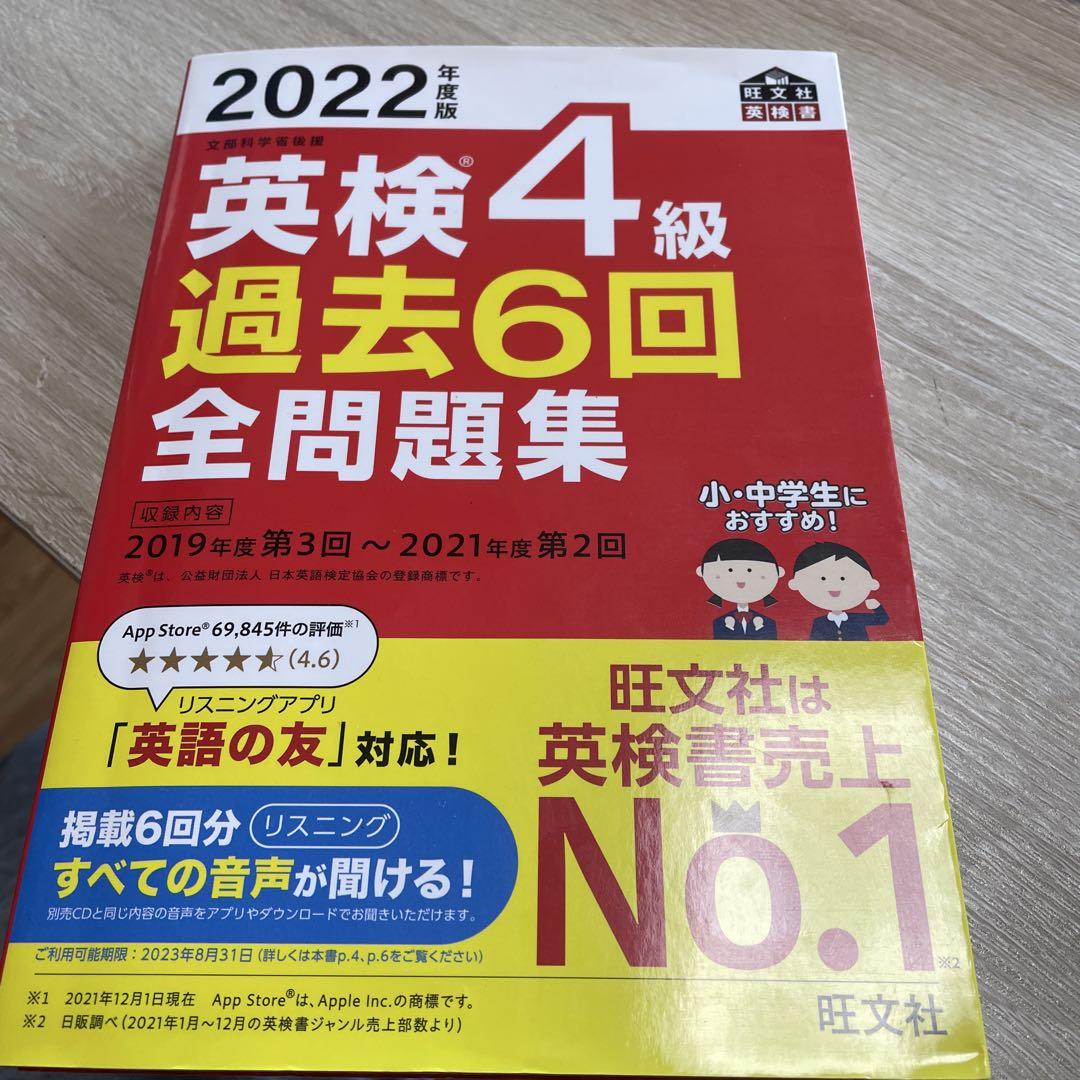 2022年度版
旺文社
英検書
文部科学省後援
英検®4級
過去6回
全問題集
収録内容
2019年度 第3回 ～ 2021年度 第2回
英検®は、公益財団法人 日本英語検定協会の登録商標です。
小・中学生に
おすすめ！
App Store® 69,845件の評価※1
★★★★⯪(4.6)
リスニングアプリ
「英語の友」対応！
旺文社は
英検書売上
No.1※2
掲載6回分 リスニング
すべての音声が聞ける！
別売CDと同じ内容の音声をアプリやダウンロードでお聞きいただけます。
ご利用可能期限：2023年8月31日（詳しくは本書p.4、p.6をご覧ください）
※1 2021年12月1日現在 App Store®は、Apple Inc.の商標です。
※2 日販調べ（2021年1月～12月の英検書ジャンル売上部数より）
旺文社